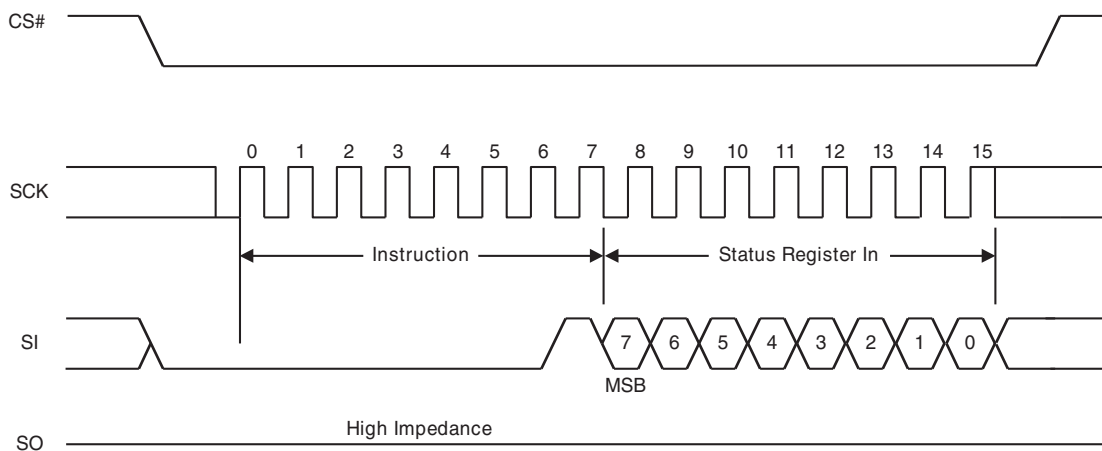 CS#
0 1 2 3 4 5 6 7 8 9 10 11 12 13 14 15
SCK
Instruction Status Register In
SI 7 6 5 4 3 2 1 0
MSB
High Impedance
SO